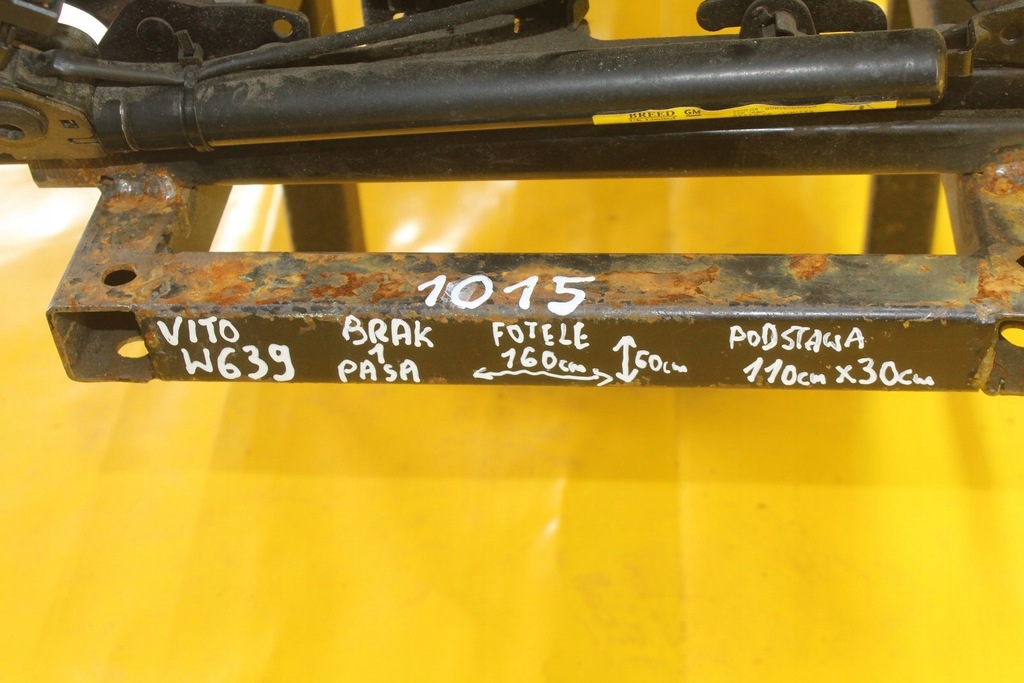 BREED GM
1015
VITO
W639
BRAK
1
PASA
FOTELE
160cm
60cm
PODSTAWA
110cm x 30cm